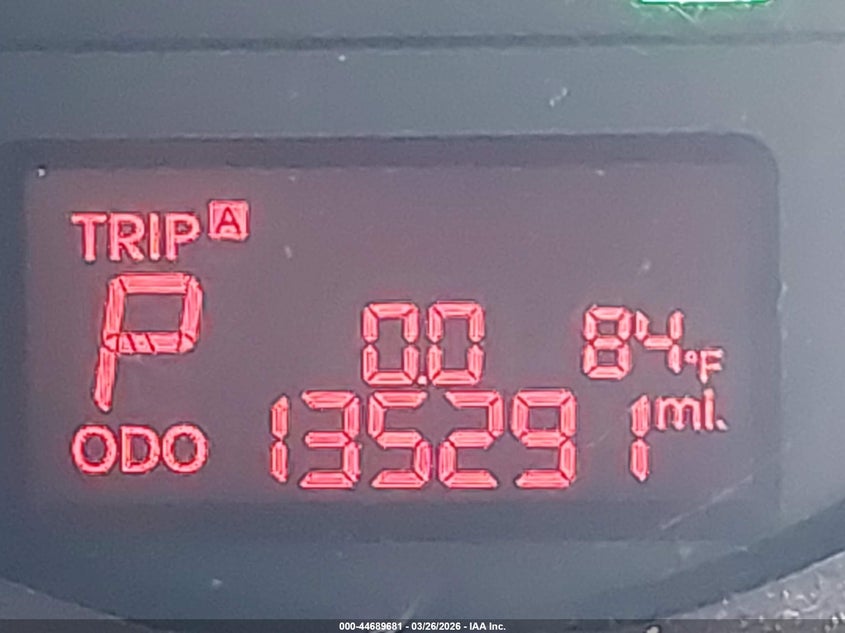 TRIP A
P
0.0 84°F
ODO 135291 mi.
000-44689681 - 03/26/2026 - IAA Inc.